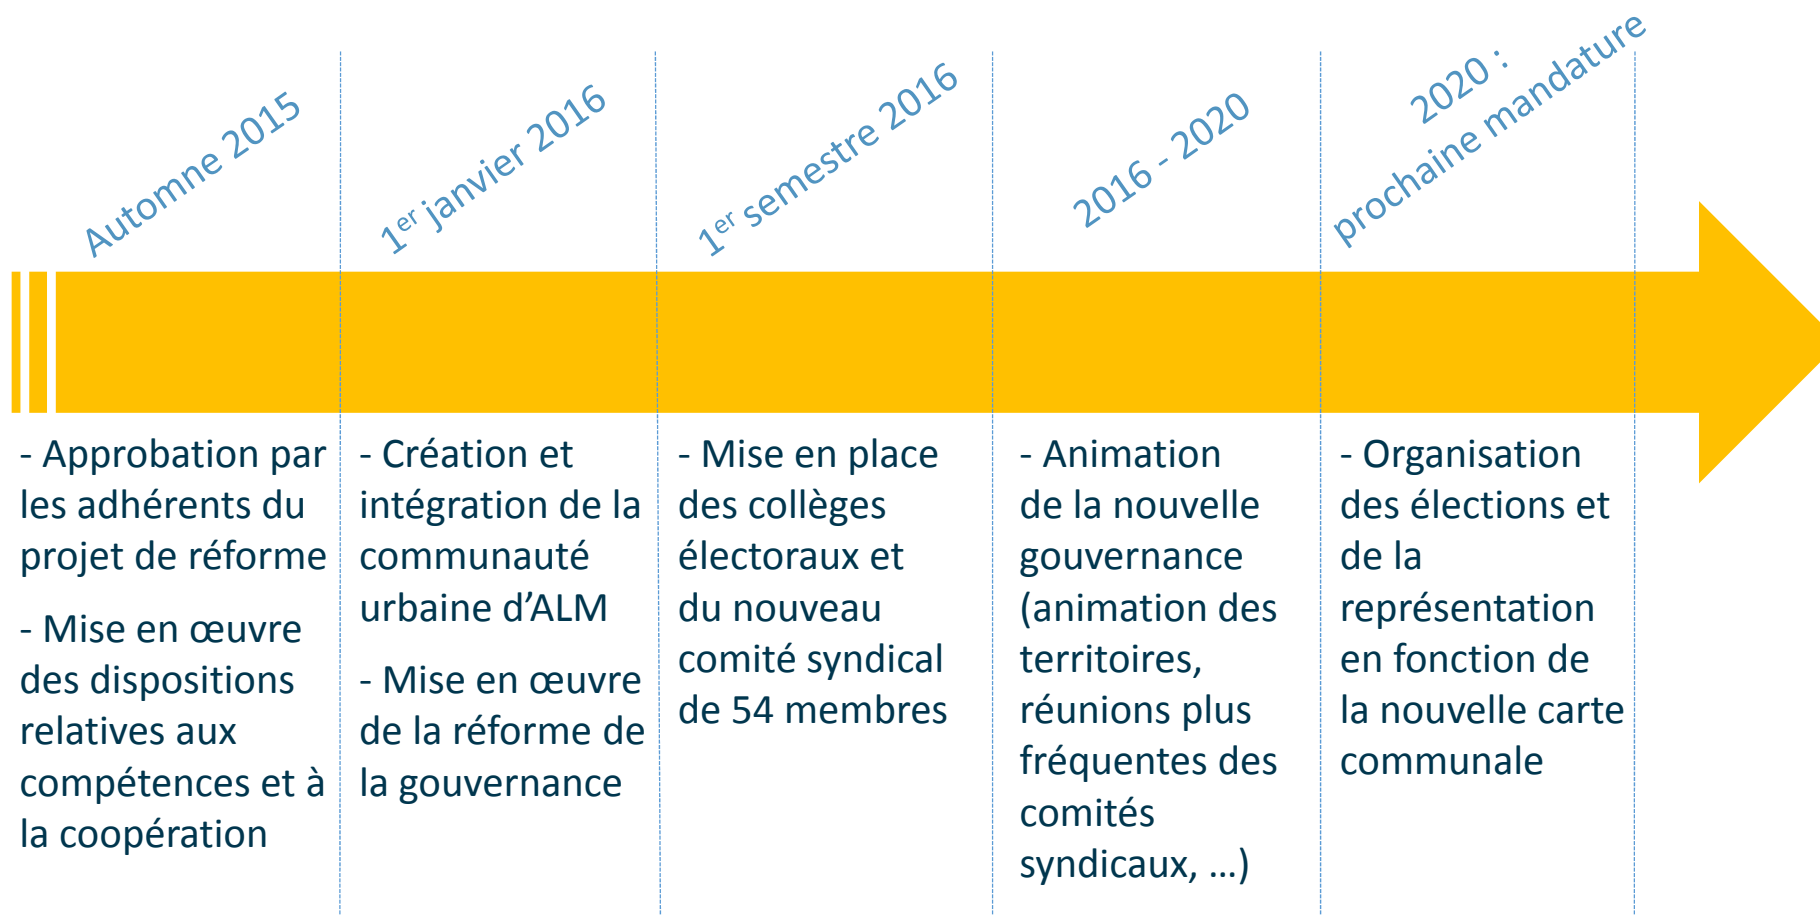 Automne 2015
1er janvier 2016
1er semestre 2016
2016 - 2020
2020 :
prochaine mandature
- Approbation par
les adhérents du
projet de réforme
- Mise en œuvre
des dispositions
relatives aux
compétences et à
la coopération
- Création et
intégration de la
communauté
urbaine d’ALM
- Mise en œuvre
de la réforme de
la gouvernance
- Mise en place
des collèges
électoraux et
du nouveau
comité syndical
de 54 membres
- Animation
de la nouvelle
gouvernance
(animation des
territoires,
réunions plus
fréquentes des
comités
syndicaux, …)
- Organisation
des élections et
de la
représentation
en fonction de
la nouvelle carte
communale